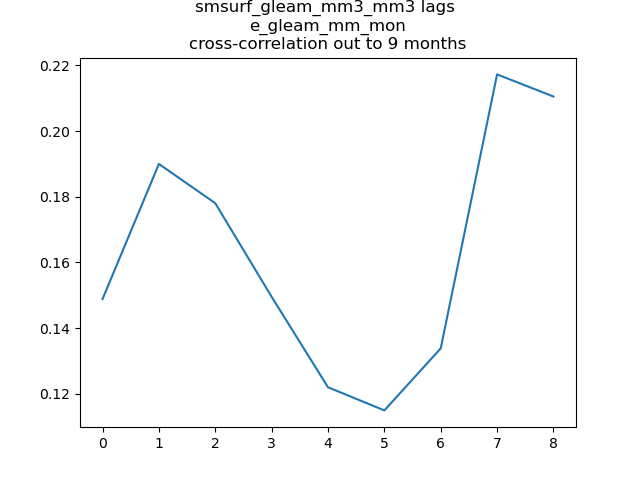 smsurf_gleam_mm3_mm3 lags
e_gleam_mm_mon
cross-correlation out to 9 months
0.22
0.20
0.18
0.16
0.14
0.12
0 1 2 3 4 5 6 7 8